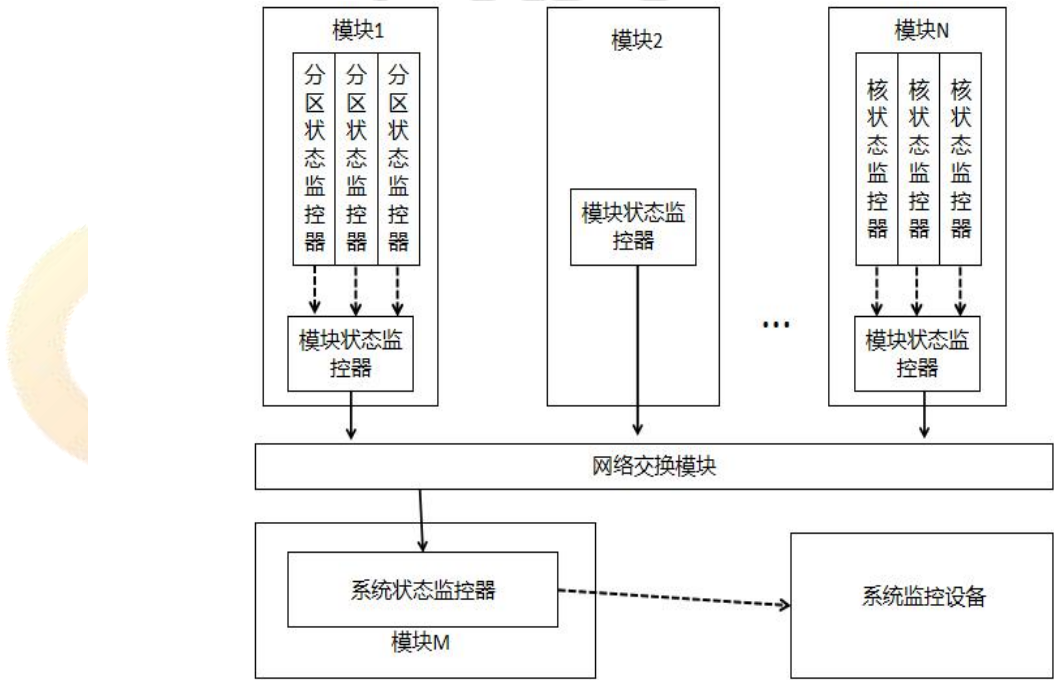 模块1
分区状态监控器
分区状态监控器
分区状态监控器
模块状态监
控器
模块2
模块状态监
控器
...
模块N
核状态监控器
核状态监控器
核状态监控器
模块状态监
控器
网络交换模块
系统状态监控器
模块M
系统监控设备